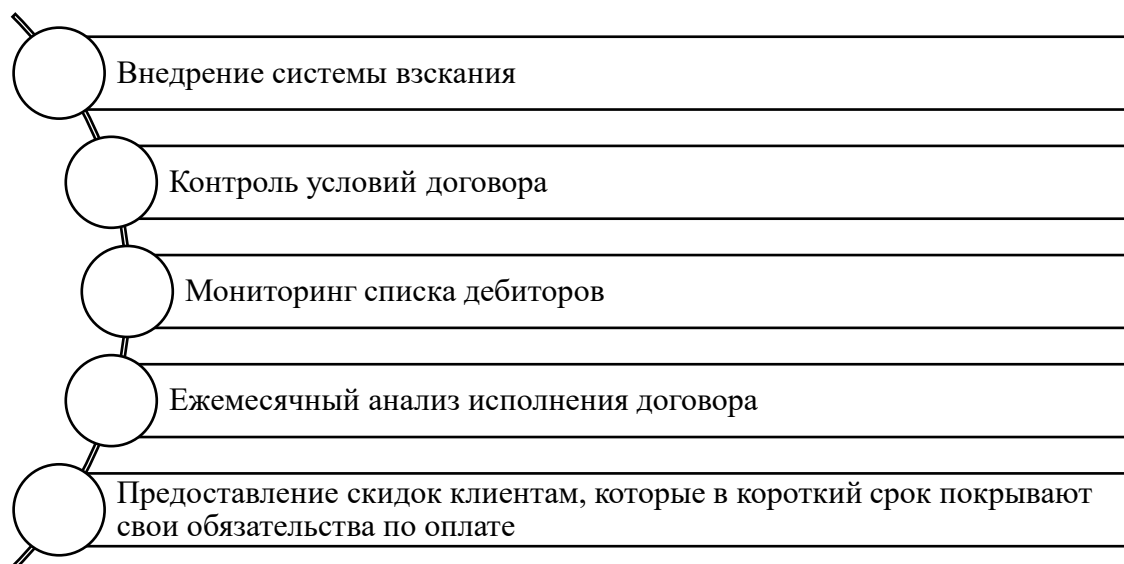 Внедрение системы взскания
Контроль условий договора
Мониторинг списка дебиторов
Ежемесячный анализ исполнения договора
Предоставление скидок клиентам, которые в короткий срок покрывают
свои обязательства по оплате